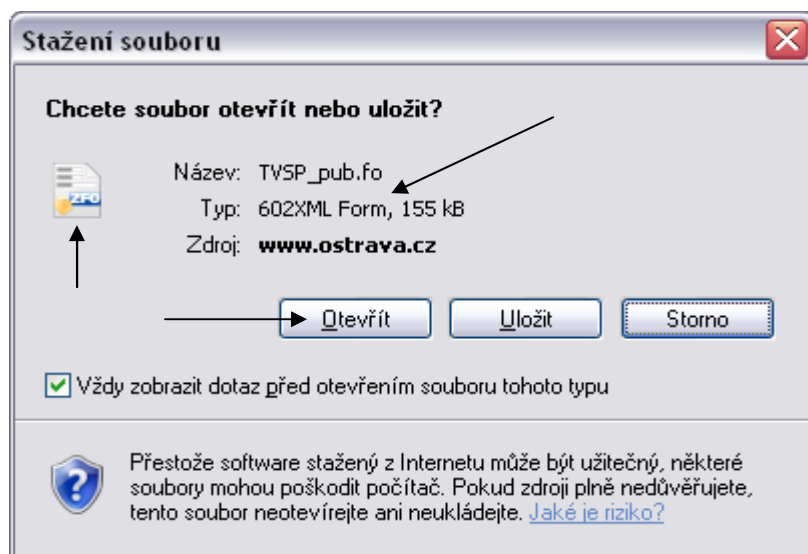 Stažení souboru
Chcete soubor otevřít nebo uložit?
ZFO
Název: TVSP_pub.fo
Typ: 602XML Form, 155 kB
Zdroj: www.ostrava.cz
Otevřít Uložit Storno
Vždy zobrazit dotaz před otevřením souboru tohoto typu
Přestože software stažený z Internetu může být užitečný, některé
soubory mohou poškodit počítač. Pokud zdroji plně nedůvěřujete,
tento soubor neotevírejte ani neukládejte. Jaké je riziko?